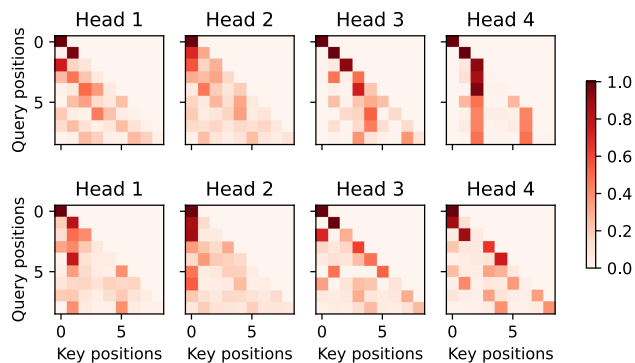 Head 1 Head 2 Head 3 Head 4
0
5
Query positions
1.0
0.8
0.6
0.4
0.2
0.0
Head 1 Head 2 Head 3 Head 4
0
5
Query positions
0 5 0 5 0 5 0 5
Key positions Key positions Key positions Key positions